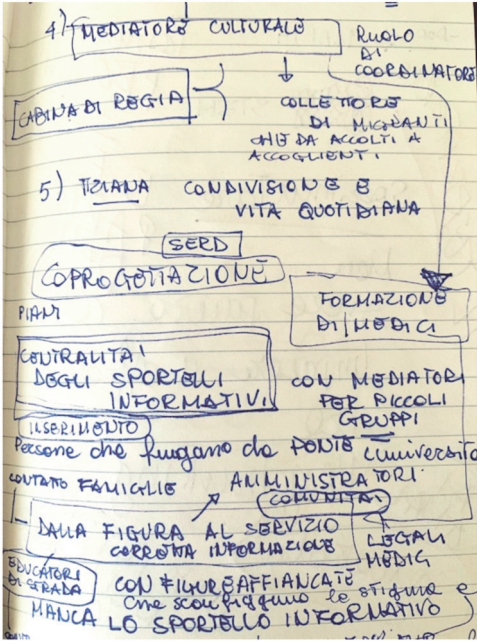 4) MEDIATORE CULTURALE
RUOLO
DI
COORDINATORE
CABINA DI REGIA
COLLETTORE
DI MIGRANTI
CHE DA ACCOLTI A
ACCOGLIENTI
5) TIZIANA CONDIVISIONE E
VITA QUOTIDIANA
SERD
COPROGETTAZIONE
FORMAZIONE
DI MEDICI
PIANI
CENTRALITA'
DEGLI SPORTELLI
INFORMATIVI
CON MEDIATORI
PER PICCOLI
GRUPPI
INSERIMENTO
Persone che fungano da PONTE università
CONTATTO FAMIGLIE
AMMINISTRATORI
COMUNITA'
DALLA FIGURA AL SERVIZIO
CORRETTA INFORMAZIONE
LEGALI
MEDICI
EDUCATORI
DI STRADA
CON FIGURE AFFIANCATE
che sconfiggano lo stigma e
MANCA LO SPORTELLO INFORMATIVO